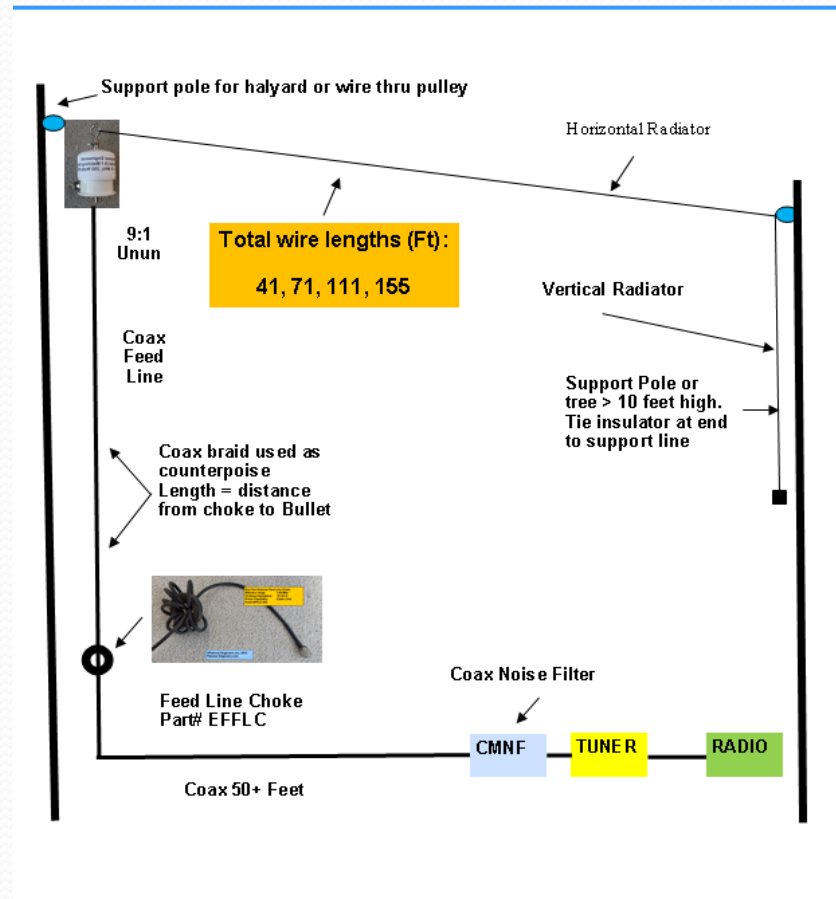 Support pole for halyard or wire thru pulley
Horizontal Radiator
9:1
Unun
Total wire lengths (Ft):
41, 71, 111, 155
Vertical Radiator
Coax
Feed
Line
Support Pole or
tree > 10 feet high.
Tie insulator at end
to support line
Coax braid used as
counterpoise
Length = distance
from choke to Bullet
Feed Line Choke
Part# EFFLC
Coax Noise Filter
CMNF
TUNER
RADIO
Coax 50+ Feet